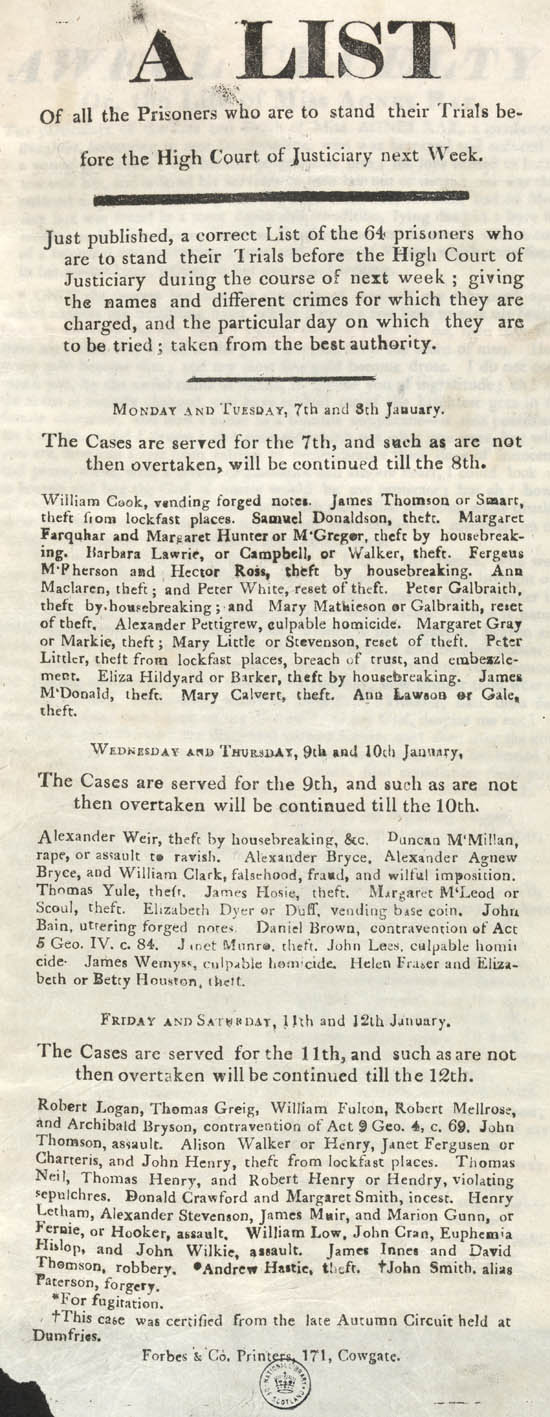 A LIST
Of all the Prisoners who are to stand their Trials be-
fore the High Court of Justiciary next Week.
Just published, a correct List of the 64 prisoners who
are to stand their Trials before the High Court of
Justiciary during the course of next week ; giving
the names and different crimes for which they are
charged, and the particular day on which they are
to be tried ; taken from the best authority.
MONDAY AND TUESDAY, 7th and 8th January.
The Cases are served for the 7th, and such as are not
then overtaken, will be continued till the 8th.
William Cook, vending forged notes. James Thomson or Smart,
theft from lockfast places. Samuel Donaldson, theft. Margaret
Farquhar and Margaret Hunter or M'Gregor, theft by housebreak-
ing. Barbara Lawrie, or Campbell, or Walker, theft. Fergeus
M'Pherson and Hector Ross, theft by housebreaking. Ann
Maclaren, theft ; and Peter White, reset of theft. Peter Galbraith,
theft by housebreaking ; and Mary Mathieson or Galbraith, reset
of theft. Alexander Pettigrew, culpable homicide. Margaret Gray
or Markie, theft ; Mary Little or Stevenson, reset of theft. Peter
Littler, theft from lockfast places, breach of trust, and embezzle-
ment. Eliza Hildyard or Barker, theft by housebreaking. James
M'Donald, theft. Mary Calvert, theft. Ann Lawson or Gale,
theft.
WEDNESDAY AND THURSDAY, 9th and 10th January,
The Cases are served for the 9th, and such as are not
then overtaken will be continued till the 10th.
Alexander Weir, theft by housebreaking, &c. Duncan M'Millan,
rape, or assault to ravish. Alexander Bryce, Alexander Agnew
Bryce, and William Clark, falsehood, fraud, and wilful imposition.
Thomas Yule, theft. James Hosie, theft. Margaret M'Leod or
Scoul, theft. Elizabeth Dyer or Duff, vending base coin. John
Bain, uttering forged notes. Daniel Brown, contravention of Act
5 Geo. IV. c. 84. Janet Munro, theft. John Lees, culpable homi
cide. James Wemyss, culpable homicide. Helen Fraser and Eliza-
beth or Betty Houston, theft.
FRIDAY AND SATURDAY, 11th and 12th January.
The Cases are served for the 11th, and such as are not
then overtaken will be continued till the 12th.
Robert Logan, Thomas Greig, William Fulton, Robert Mellrose,
and Archibald Bryson, contravention of Act 9 Geo. 4, c. 69. John
Thomson, assault. Alison Walker or Henry, Janet Fergusen or
Charteris, and John Henry, theft from lockfast places. Thomas
Neil, Thomas Henry, and Robert Henry or Hendry, violating
sepulchres. Donald Crawford and Margaret Smith, incest. Henry
Letham, Alexander Stevenson, James Muir, and Marion Gunn, or
Fernie, or Hooker, assault. William Low, John Cran, Euphemia
Hislop, and John Wilkie, assault. James Innes and David
Thomson, robbery. *Andrew Hastie, theft. †John Smith, alias
Paterson, forgery.
*For fugitation.
†This case was certified from the late Autumn Circuit held at
Dumfries.
Forbes & Co. Printers, 171, Cowgate.
NATIONAL LIBRARY OF SCOTLAND